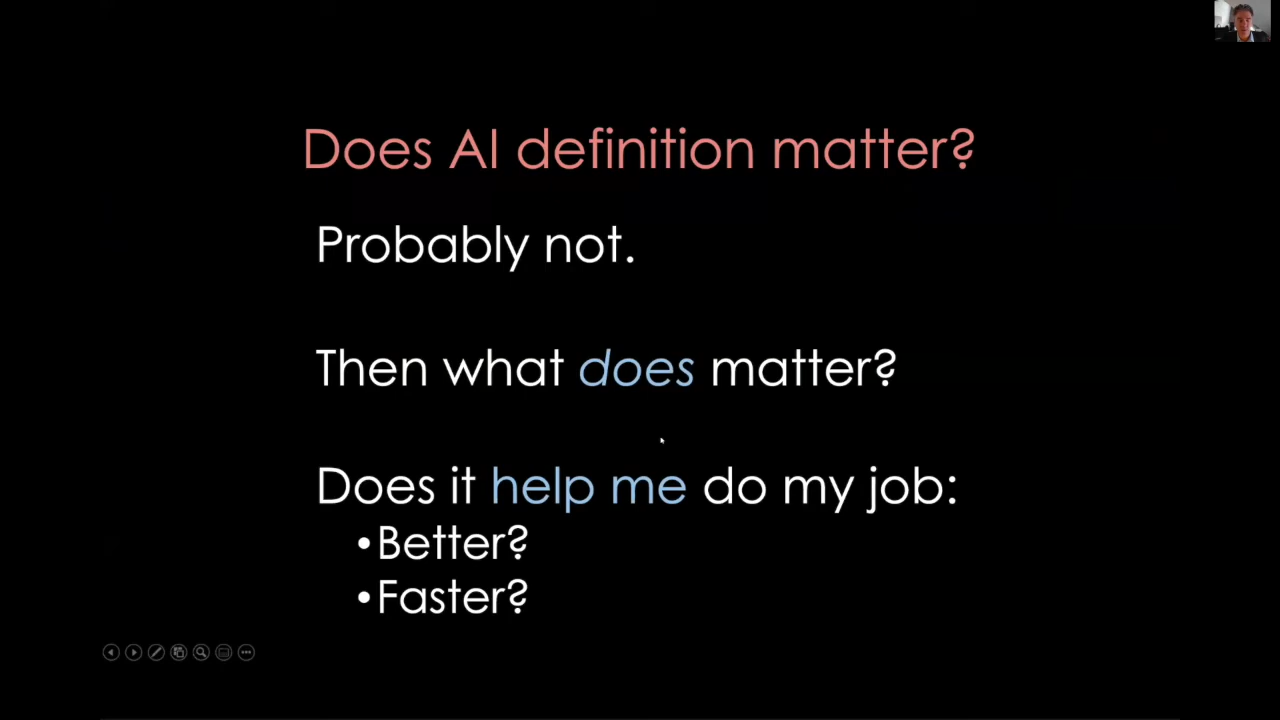 Does AI definition matter?
Probably not.
Then what does matter?
Does it help me do my job:
•Better?
•Faster?